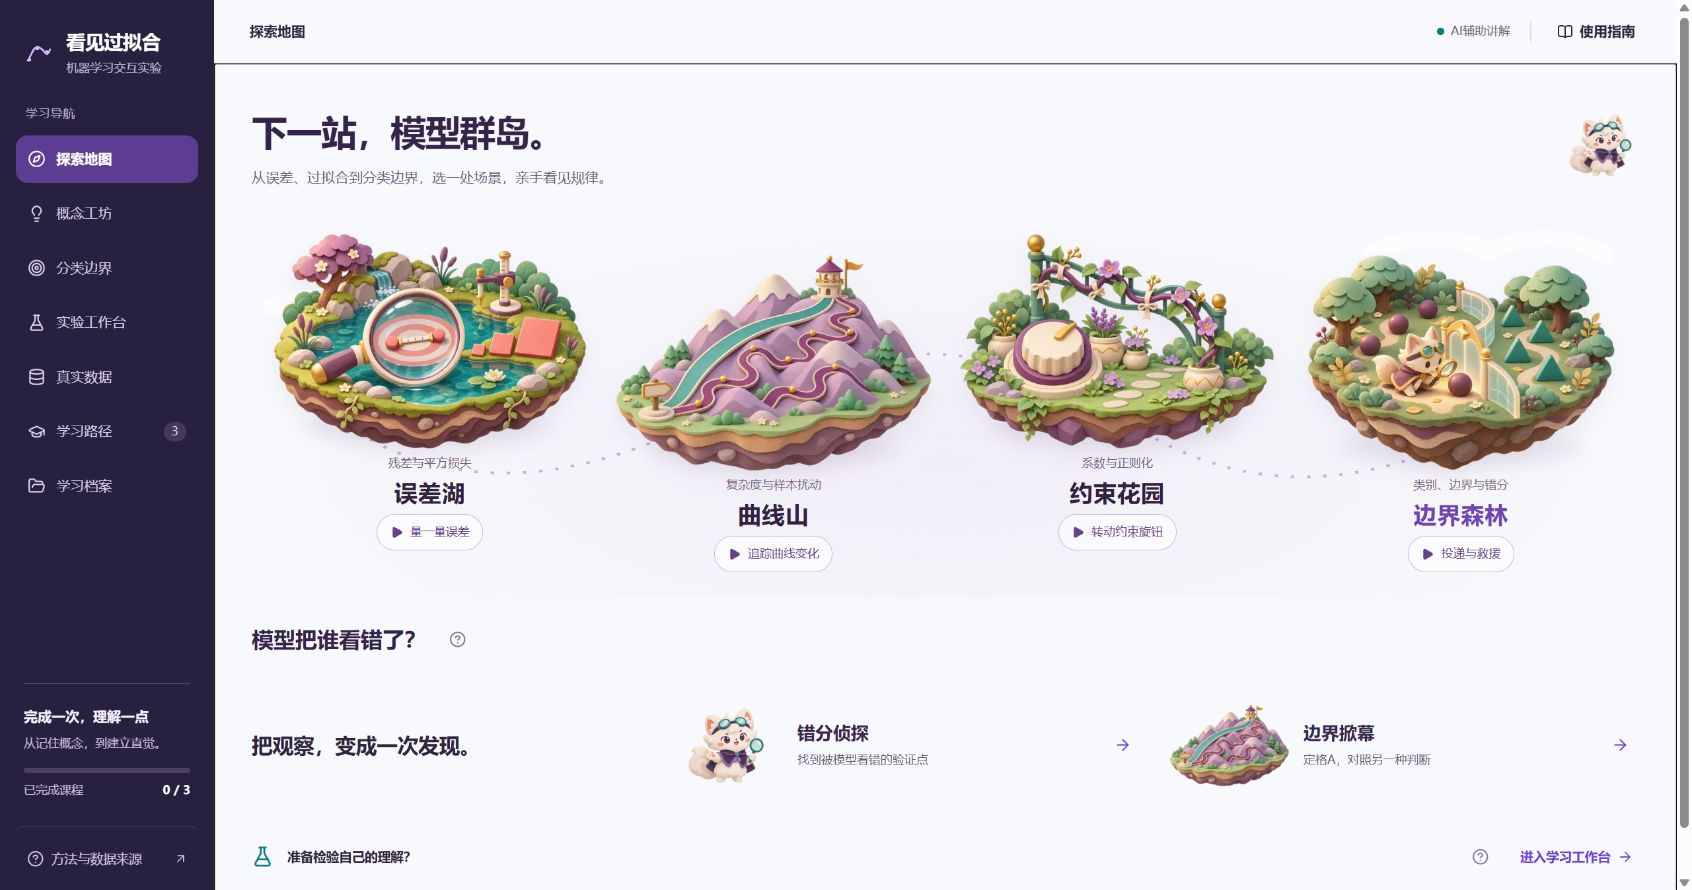 看见过拟合
机器学习交互实验
学习导航
探索地图
概念工坊
分类边界
实验工作台
真实数据
学习路径 3
学习档案
完成一次，理解一点
从记住概念，到建立直觉。
已完成课程 0 / 3
方法与数据来源
探索地图
AI辅助讲解
使用指南
下一站，模型群岛。
从误差、过拟合到分类边界，选一处场景，亲手看见规律。
残差与平方损失
误差湖
量一量误差
复杂度与样本扰动
曲线山
追踪曲线变化
系数与正则化
约束花园
转动约束旋钮
类别、边界与错分
边界森林
投递与救援
模型把谁看错了？
把观察，变成一次发现。
错分侦探
找到被模型看错的验证点
边界掀幕
定格A，对照另一种判断
准备检验自己的理解？
进入学习工作台